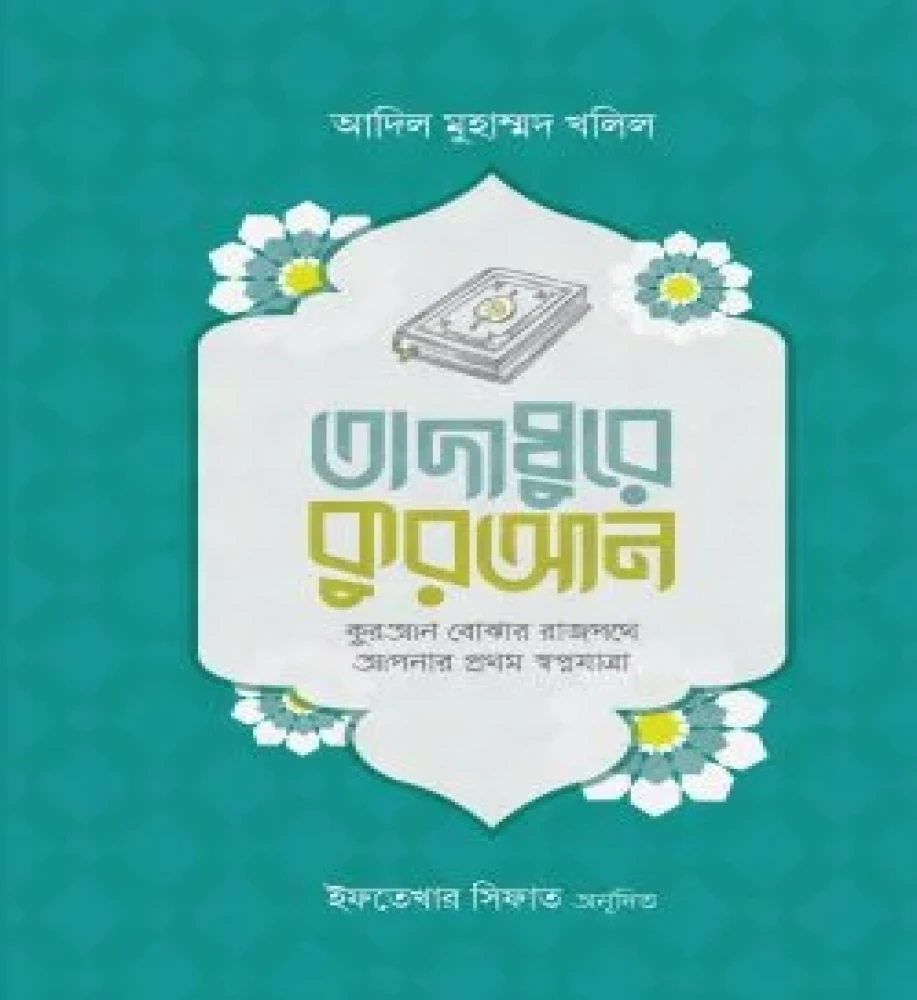 আদিল মুহাম্মদ খলিল
তাদাব্বুরে
কুরআন
কুরআন বোঝার রাজপথে
আপনার প্রথম স্বপ্নযাত্রা
ইফতেখার সিফাত অনূদিত